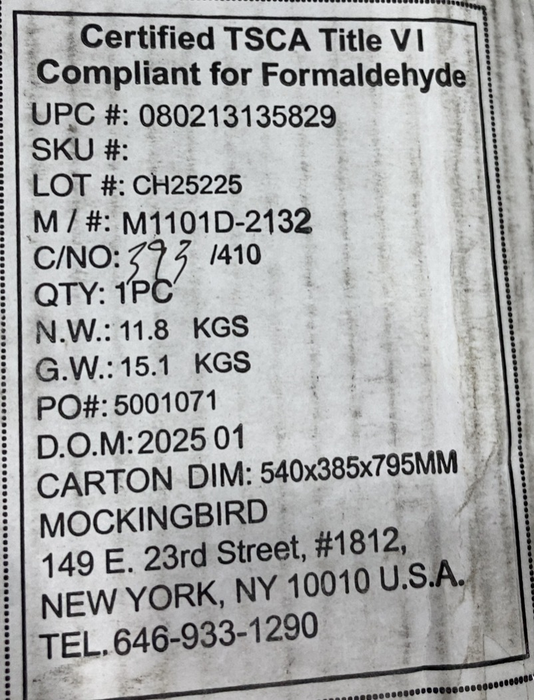 Certified TSCA Title VI
Compliant for Formaldehyde
UPC #: 080213135829
SKU #:
LOT #: CH25225
M / #: M1101D-2132
C/NO: 393 /410
QTY: 1PC
N.W.: 11.8 KGS
G.W.: 15.1 KGS
PO#: 5001071
D.O.M: 2025 01
CARTON DIM: 540x385x795MM
MOCKINGBIRD
149 E. 23rd Street, #1812,
NEW YORK, NY 10010 U.S.A.
TEL. 646-933-1290